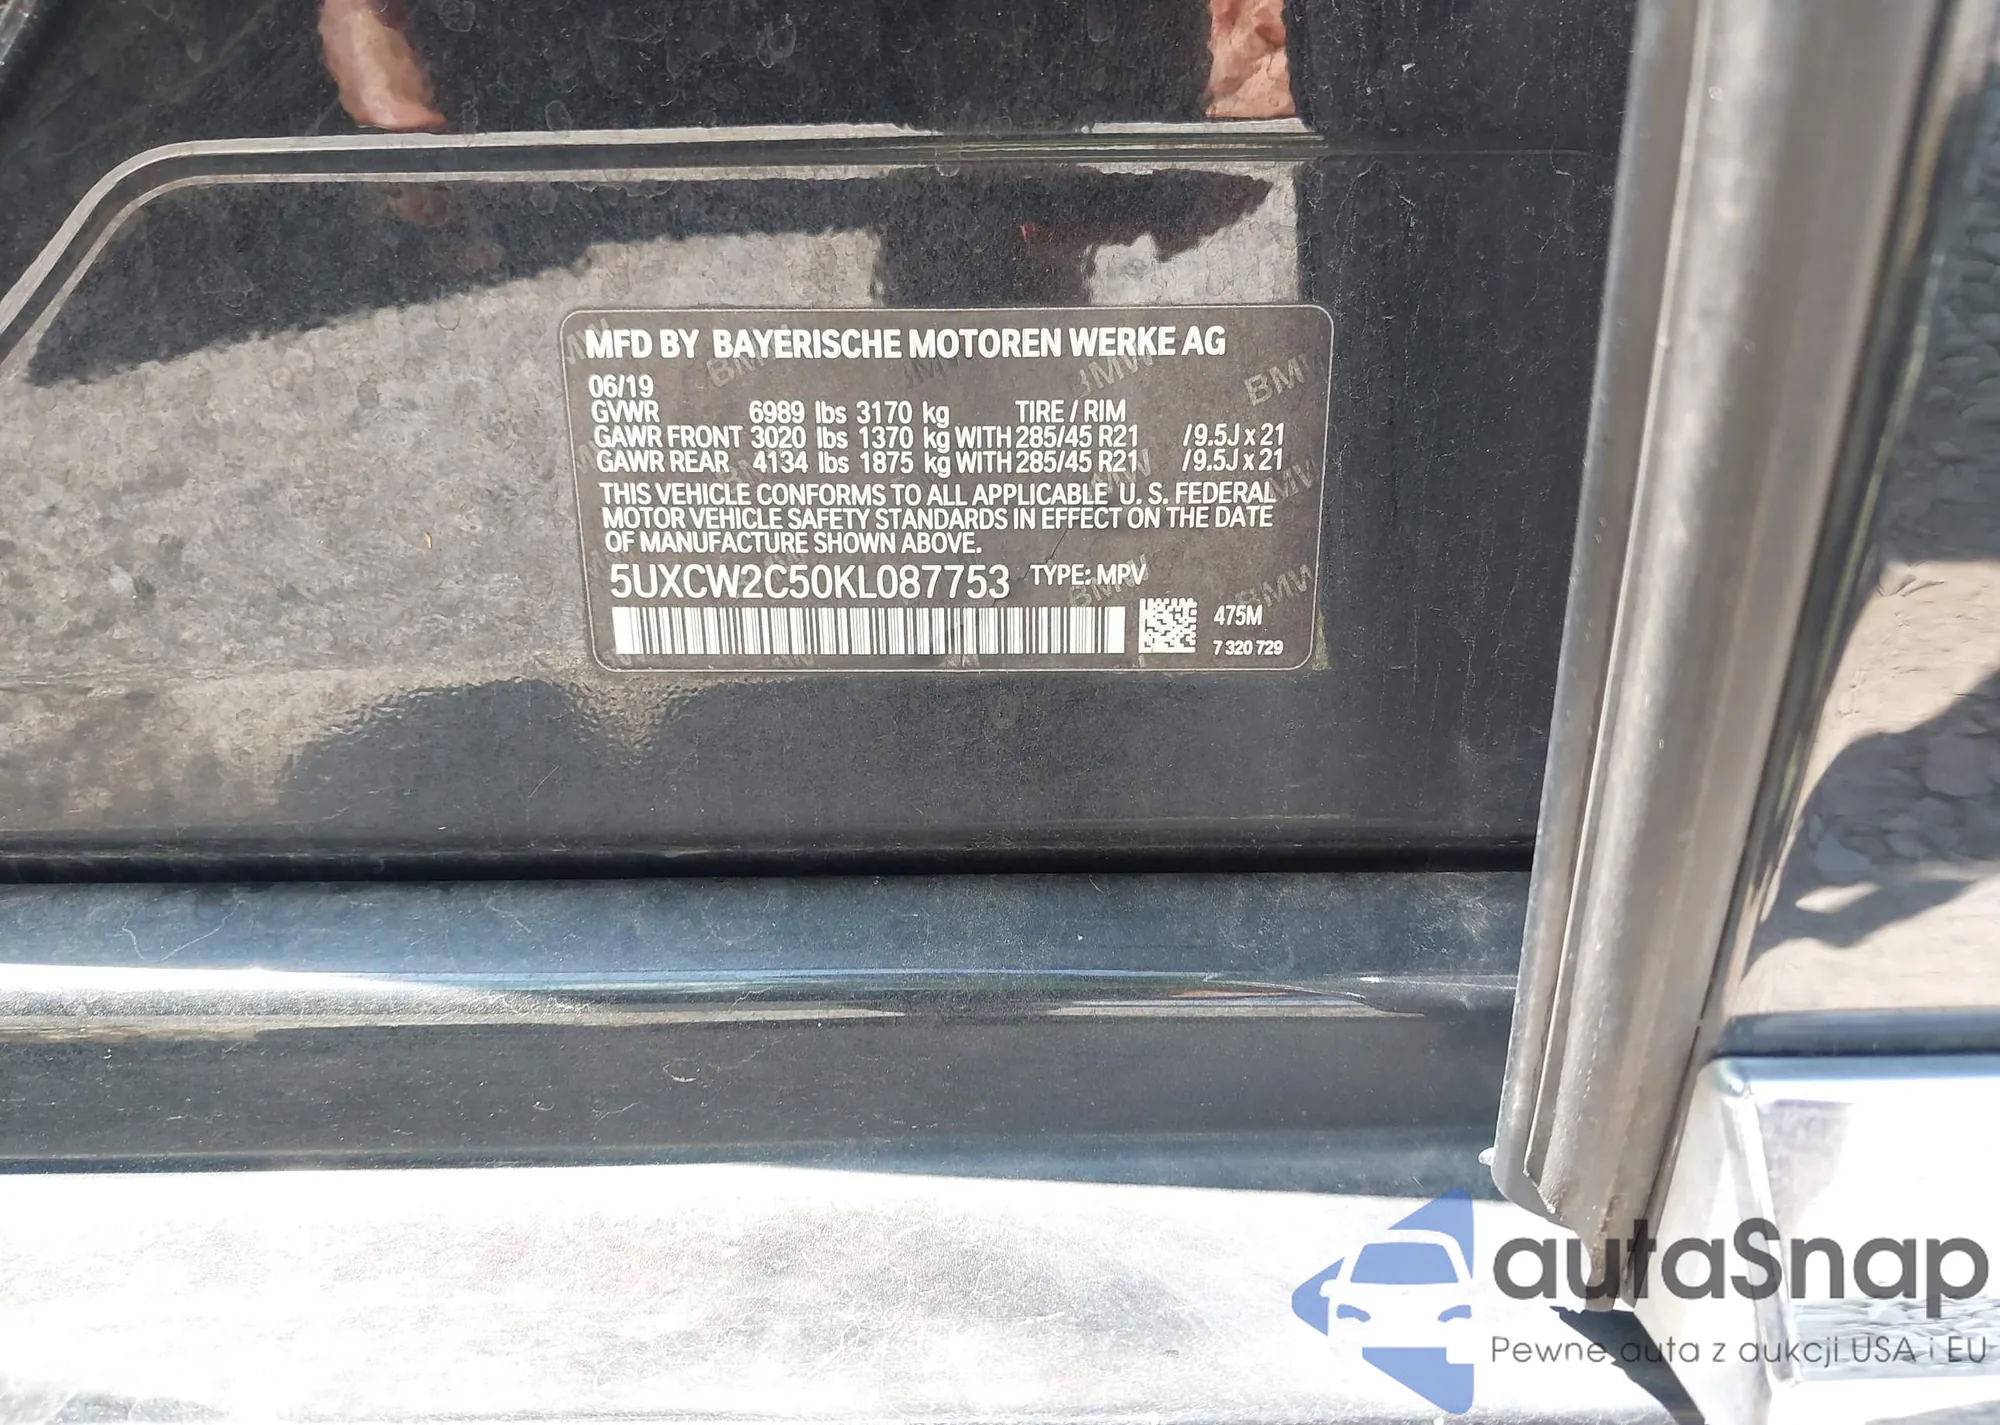 MFD BY BAYERISCHE MOTOREN WERKE AG
06/19
GVWR 6989 lbs 3170 kg TIRE / RIM
GAWR FRONT 3020 lbs 1370 kg WITH 285/45 R21 / 9.5J x 21
GAWR REAR 4134 lbs 1875 kg WITH 285/45 R21 / 9.5J x 21
THIS VEHICLE CONFORMS TO ALL APPLICABLE U. S. FEDERAL
MOTOR VEHICLE SAFETY STANDARDS IN EFFECT ON THE DATE
OF MANUFACTURE SHOWN ABOVE.
5UXCW2C50KL087753 TYPE: MPV
475M
7 320 729
autaSnap
Pewne auta z aukcji USA i EU